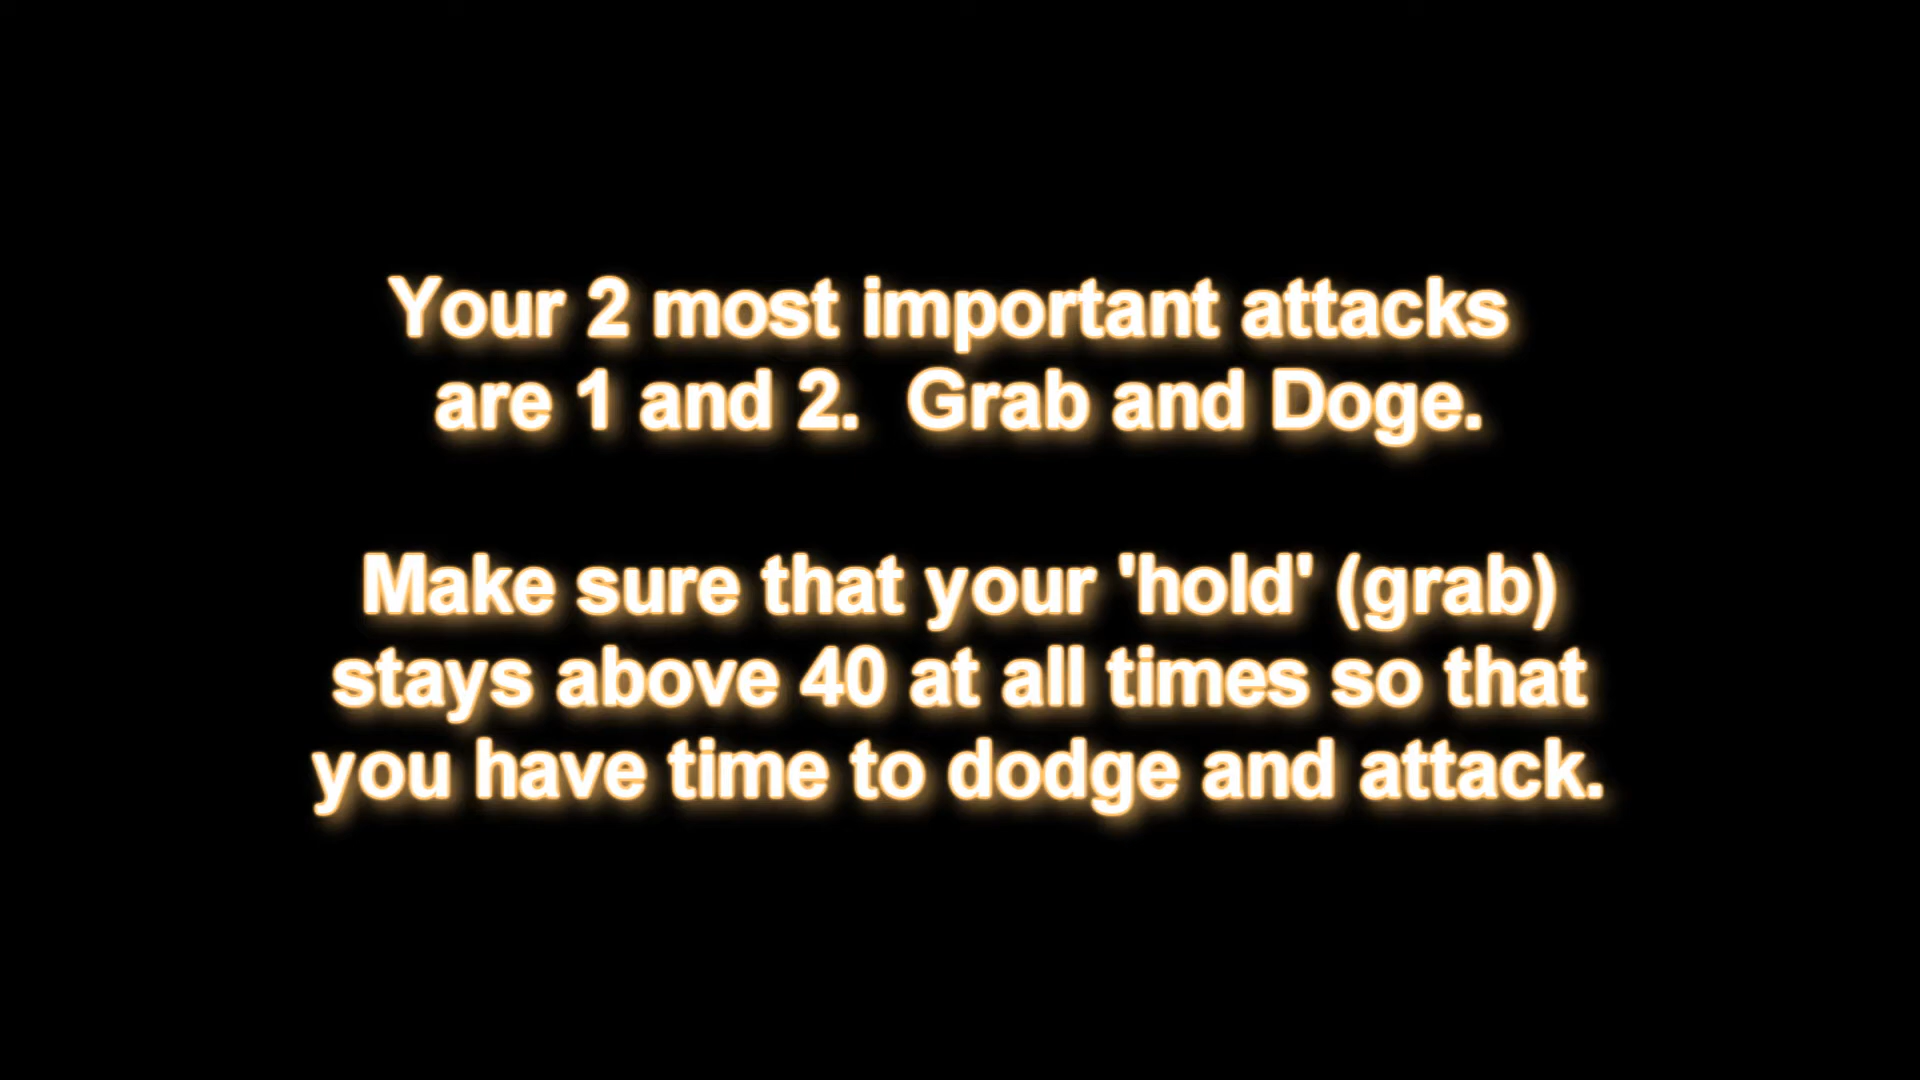 Your 2 most important attacks
are 1 and 2.  Grab and Doge.
Make sure that your 'hold' (grab)
stays above 40 at all times so that
you have time to dodge and attack.